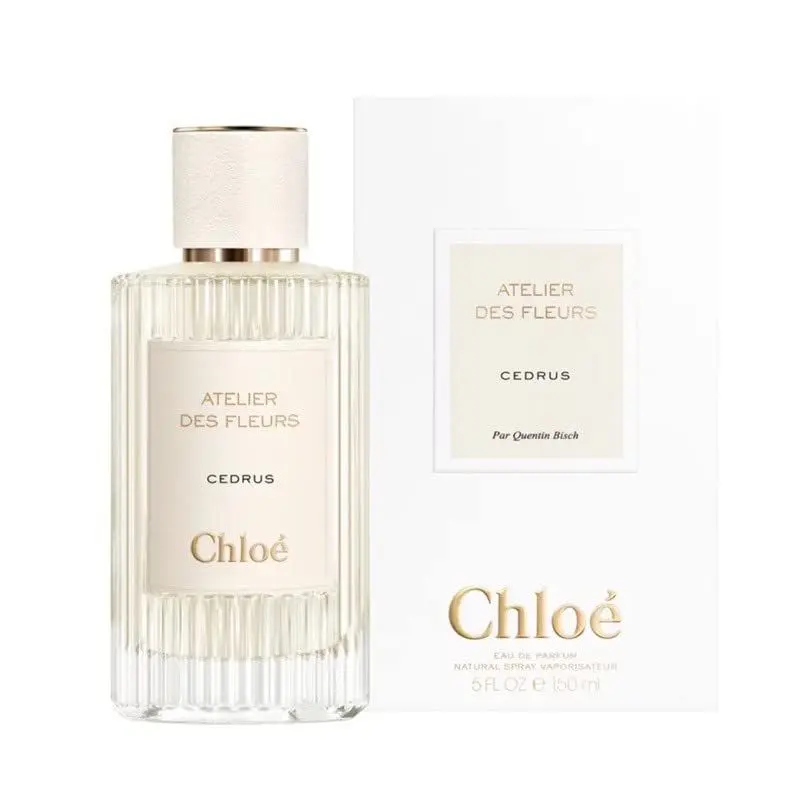 ATELIER
DES FLEURS
CEDRUS
Chloé
ATELIER
DES FLEURS
CEDRUS
Par Quentin Bisch
Chloé
EAU DE PARFUM
NATURAL SPRAY VAPORISATEUR
5 FL OZ ℮ 150 ml